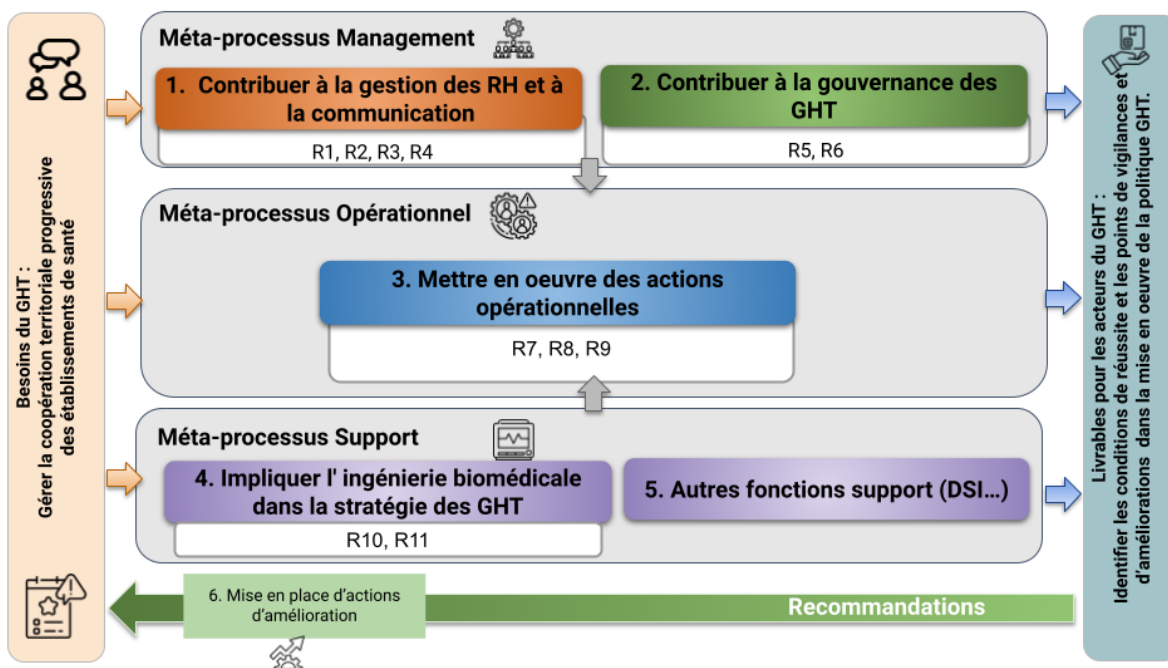 Besoins du GHT :
Gérer la coopération territoriale progressive
des établissements de santé
Méta-processus Management
1. Contribuer à la gestion des RH et à
la communication
R1, R2, R3, R4
2. Contribuer à la gouvernance des
GHT
R5, R6
Méta-processus Opérationnel
3. Mettre en oeuvre des actions
opérationnelles
R7, R8, R9
Méta-processus Support
4. Impliquer l' ingénierie biomédicale
dans la stratégie des GHT
R10, R11
5. Autres fonctions support (DSI...)
6. Mise en place d'actions
d'amélioration
Recommandations
Livrables pour les acteurs du GHT :
Identifier les conditions de réussite et les points de vigilances et
d'améliorations dans la mise en oeuvre de la politique GHT.